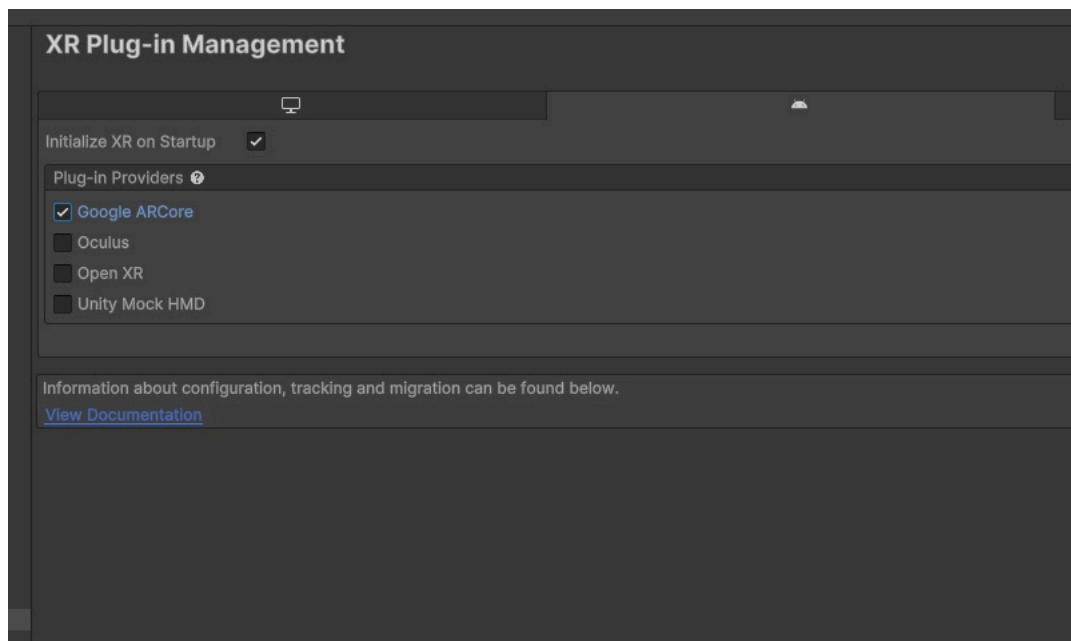 XR Plug-in Management
Initialize XR on Startup
Plug-in Providers
Google ARCore
Oculus
Open XR
Unity Mock HMD
Information about configuration, tracking and migration can be found below.
View Documentation